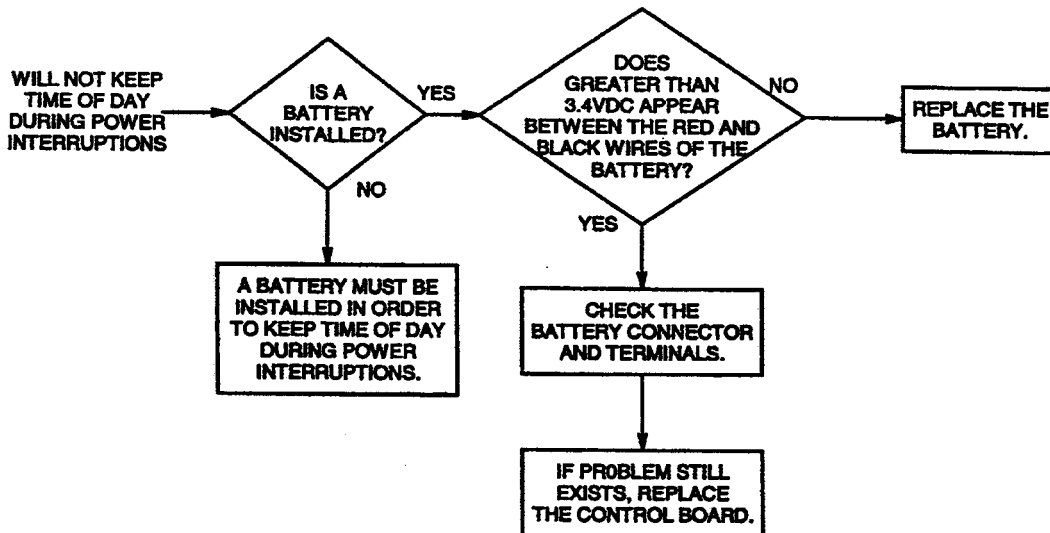 WILL NOT KEEP
TIME OF DAY
DURING POWER
INTERRUPTIONS
IS A
BATTERY
INSTALLED?
YES
NO
A BATTERY MUST BE
INSTALLED IN ORDER
TO KEEP TIME OF DAY
DURING POWER
INTERRUPTIONS.
DOES
GREATER THAN
3.4VDC APPEAR
BETWEEN THE RED AND
BLACK WIRES OF THE
BATTERY?
NO
REPLACE THE
BATTERY.
YES
CHECK THE
BATTERY CONNECTOR
AND TERMINALS.
IF PROBLEM STILL
EXISTS, REPLACE
THE CONTROL BOARD.